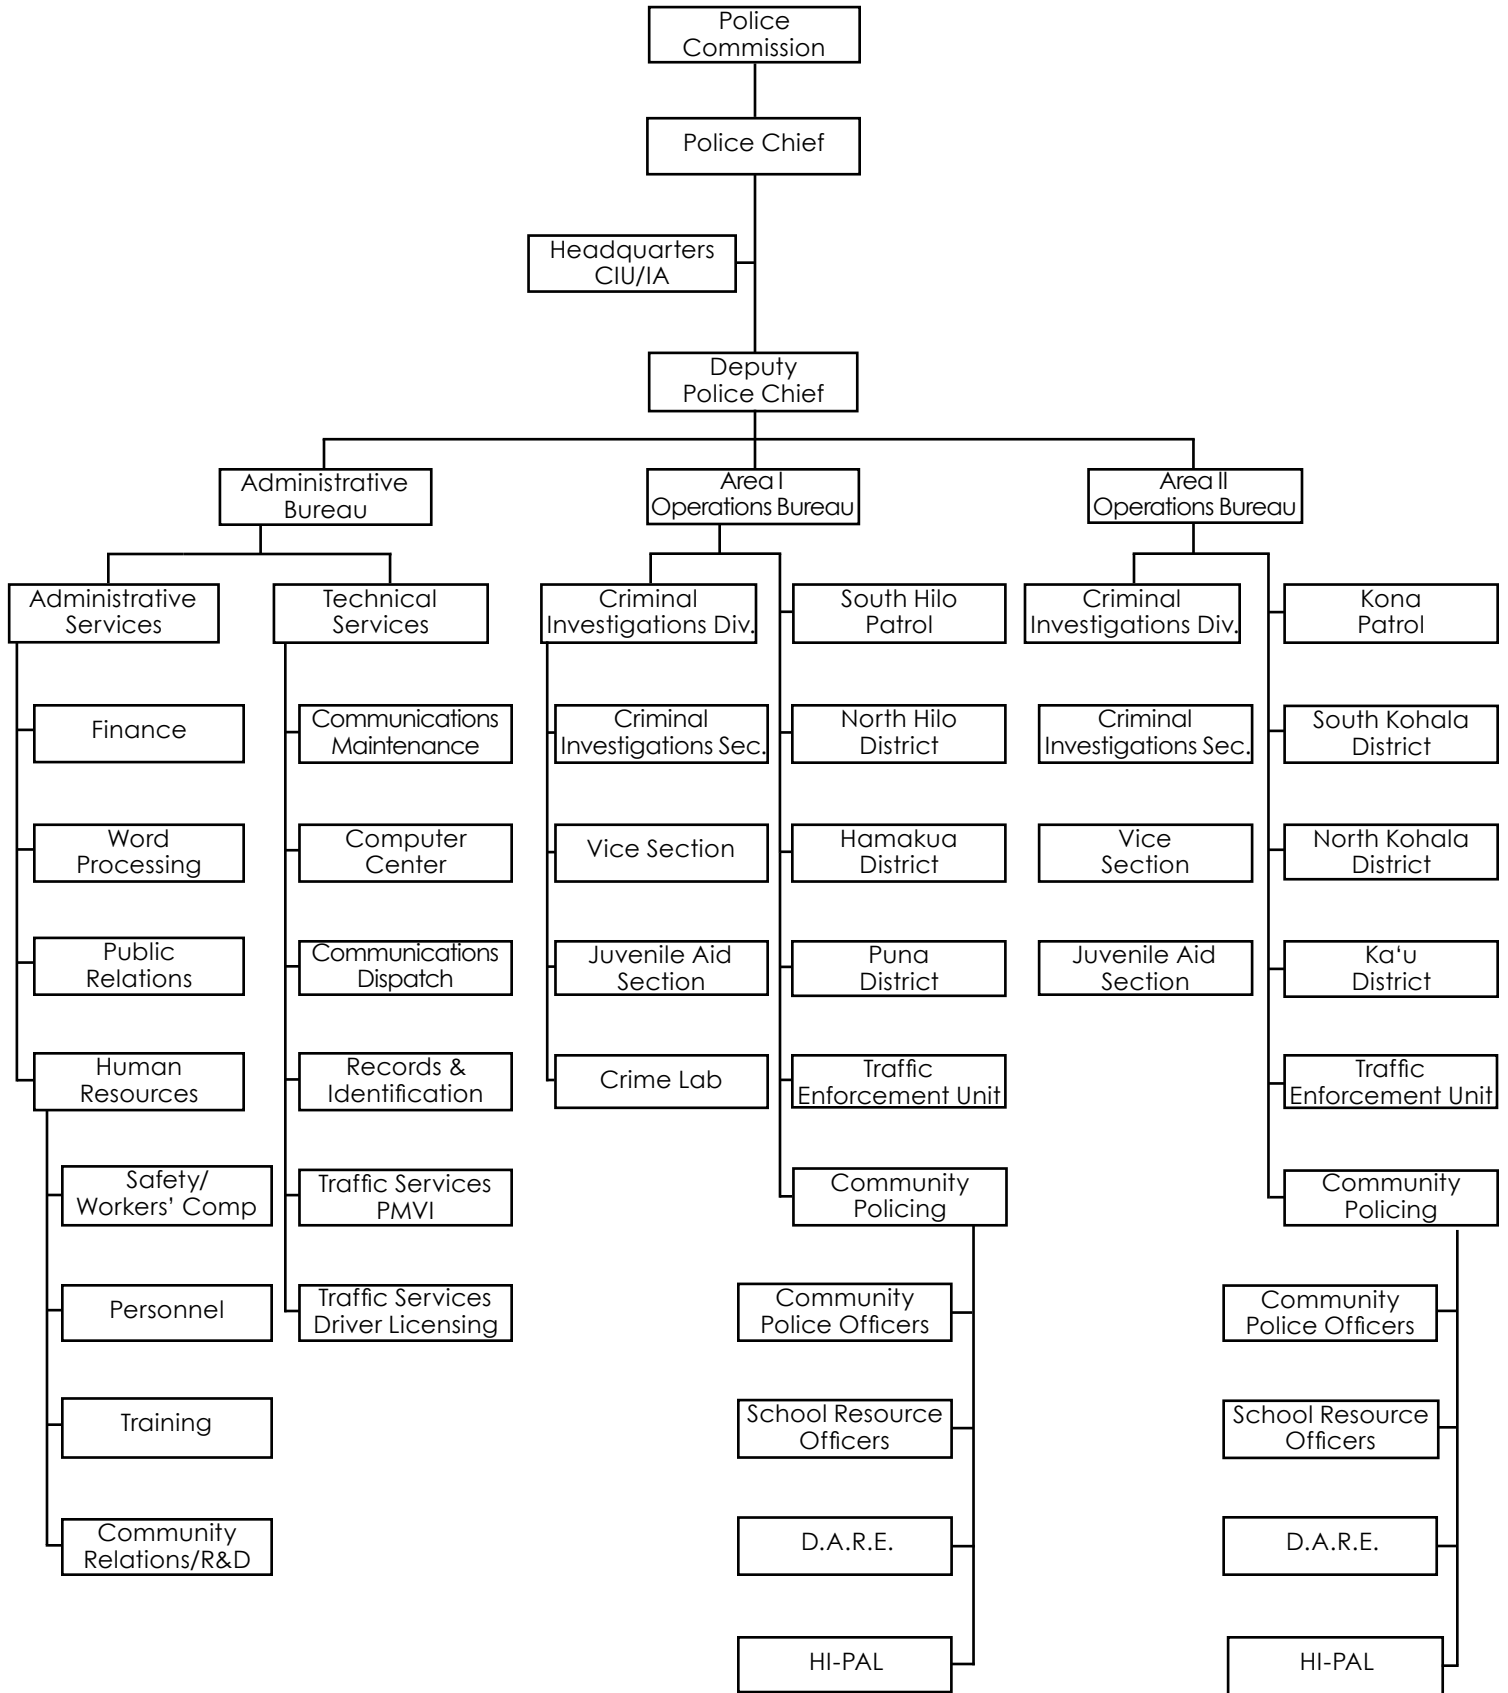 Police
Commission
Police Chief
Headquarters
CIU/IA
Deputy
Police Chief
Administrative
Bureau
Area I
Operations Bureau
Area II
Operations Bureau
Administrative
Services
Technical
Services
Criminal
Investigations Div.
South Hilo
Patrol
Criminal
Investigations Div.
Kona
Patrol
Finance
Communications
Maintenance
Criminal
Investigations Sec.
North Hilo
District
Criminal
Investigations Sec.
South Kohala
District
Word
Processing
Computer
Center
Vice Section
Hamakua
District
Vice
Section
North Kohala
District
Public
Relations
Communications
Dispatch
Juvenile Aid
Section
Puna
District
Juvenile Aid
Section
Ka‘u
District
Human
Resources
Records &
Identification
Crime Lab
Traffic
Enforcement Unit
Traffic
Enforcement Unit
Safety/
Workers’ Comp
Traffic Services
PMVI
Community
Policing
Community
Policing
Personnel
Traffic Services
Driver Licensing
Community
Police Officers
Community
Police Officers
Training
School Resource
Officers
School Resource
Officers
Community
Relations/R&D
D.A.R.E.
D.A.R.E.
HI-PAL
HI-PAL